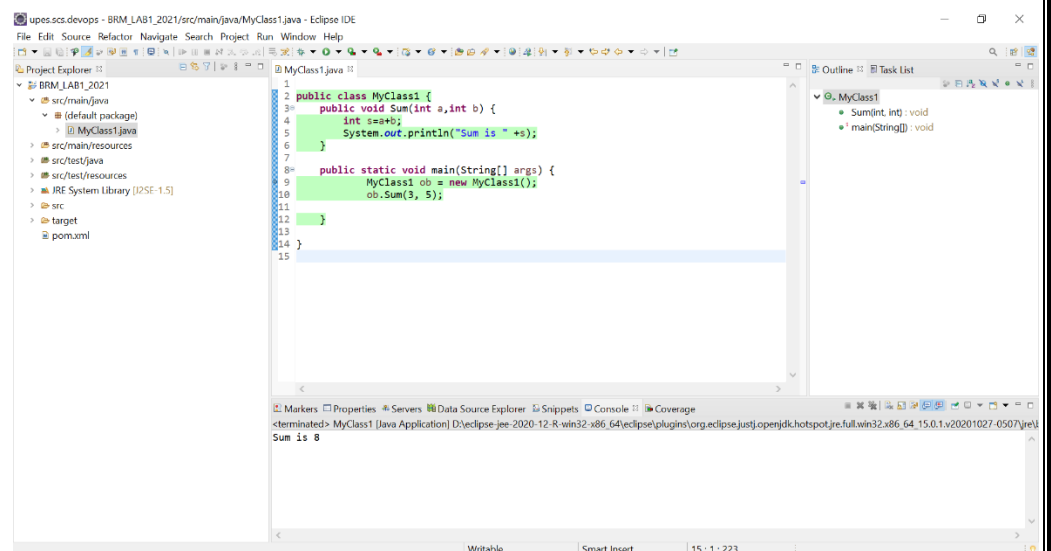 upes.scs.devops - BRM_LAB1_2021/src/main/java/MyClass1.java - Eclipse IDE
File Edit Source Refactor Navigate Search Project Run Window Help
Project Explorer
BRM_LAB1_2021
src/main/java
(default package)
MyClass1.java
src/main/resources
src/test/java
src/test/resources
JRE System Library [J2SE-1.5]
src
target
pom.xml
MyClass1.java
1
2 public class MyClass1 {
3 public void Sum(int a,int b) {
4 int s=a+b;
5 System.out.println("Sum is " +s);
6 }
7
8 public static void main(String[] args) {
9 MyClass1 ob = new MyClass1();
10 ob.Sum(3, 5);
11
12 }
13
14 }
15
Outline Task List
MyClass1
Sum(int, int) : void
main(String[]) : void
Markers Properties Servers Data Source Explorer Snippets Console Coverage
<terminated> MyClass1 [Java Application] D:\eclipse-jee-2020-12-R-win32-x86_64\eclipse\plugins\org.eclipse.justj.openjdk.hotspot.jre.full.win32.x86_64_15.0.1.v20201027-0507\jre\
Sum is 8
Writable Smart Insert 15 : 1 : 223